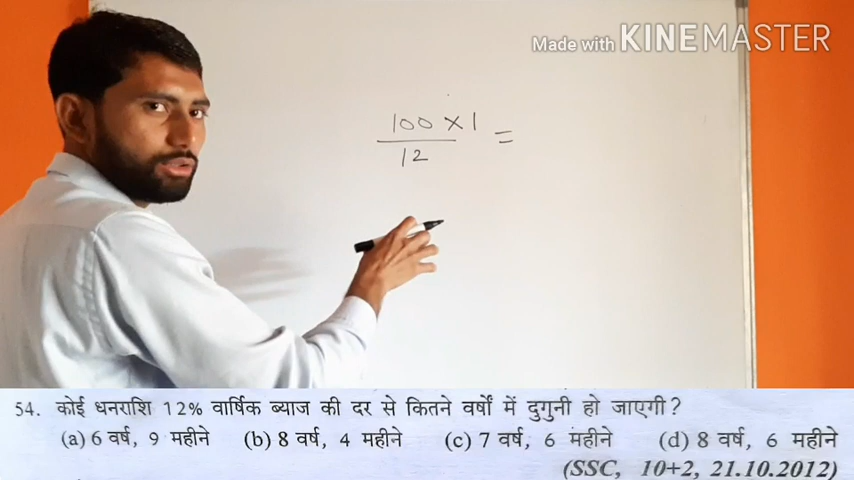 Made with KINEMASTER
100 × 1
12
=
54. कोई धनराशि 12% वार्षिक ब्याज की दर से कितने वर्षों में दुगुनी हो जाएगी?
(a) 6 वर्ष, 9 महीने (b) 8 वर्ष, 4 महीने (c) 7 वर्ष, 6 महीने (d) 8 वर्ष, 6 महीने
(SSC, 10+2, 21.10.2012)